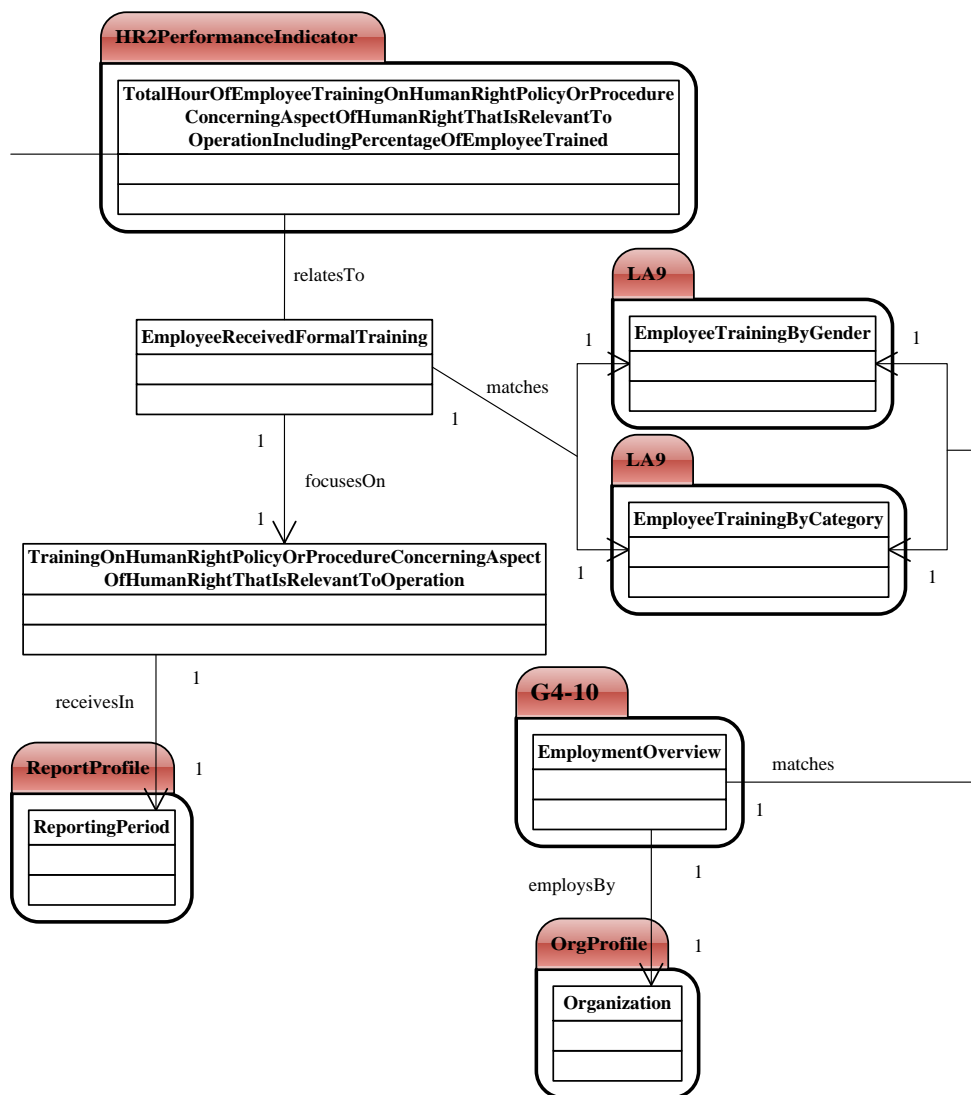 HR2PerformanceIndicator
TotalHourOfEmployeeTrainingOnHumanRightPolicyOrProcedure
ConcerningAspectOfHumanRightThatIsRelevantTo
OperationIncludingPercentageOfEmployeeTrained
relatesTo
LA9
EmployeeReceivedFormalTraining
EmployeeTrainingByGender
1
1
matches
1
1
LA9
focusesOn
EmployeeTrainingByCategory
1
TrainingOnHumanRightPolicyOrProcedureConcerningAspect
OfHumanRightThatIsRelevantToOperation
1
1
1
receivesIn
G4-10
EmploymentOverview
ReportProfile
1
matches
ReportingPeriod
1
1
employsBy
OrgProfile
1
Organization